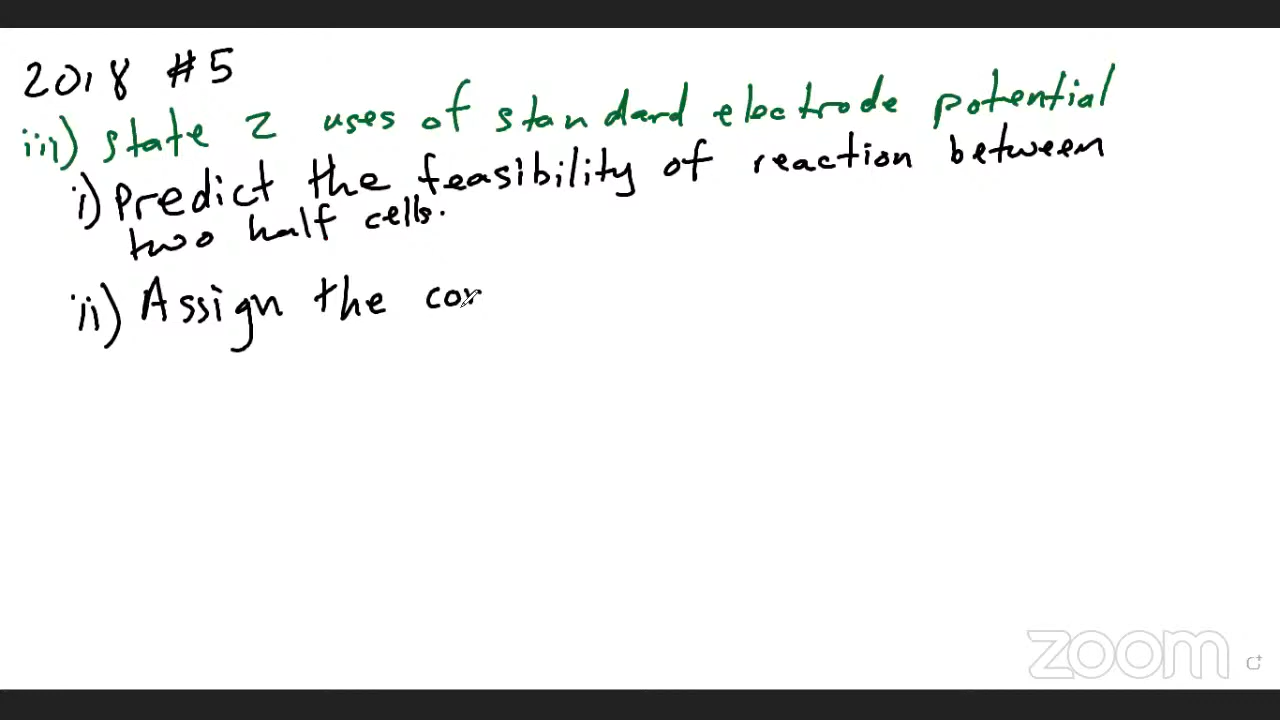 2018 #5
iii) state 2 uses of standard electrode potential
i) Predict the feasibility of reaction between
two half cells.
ii) Assign the cor
zoom